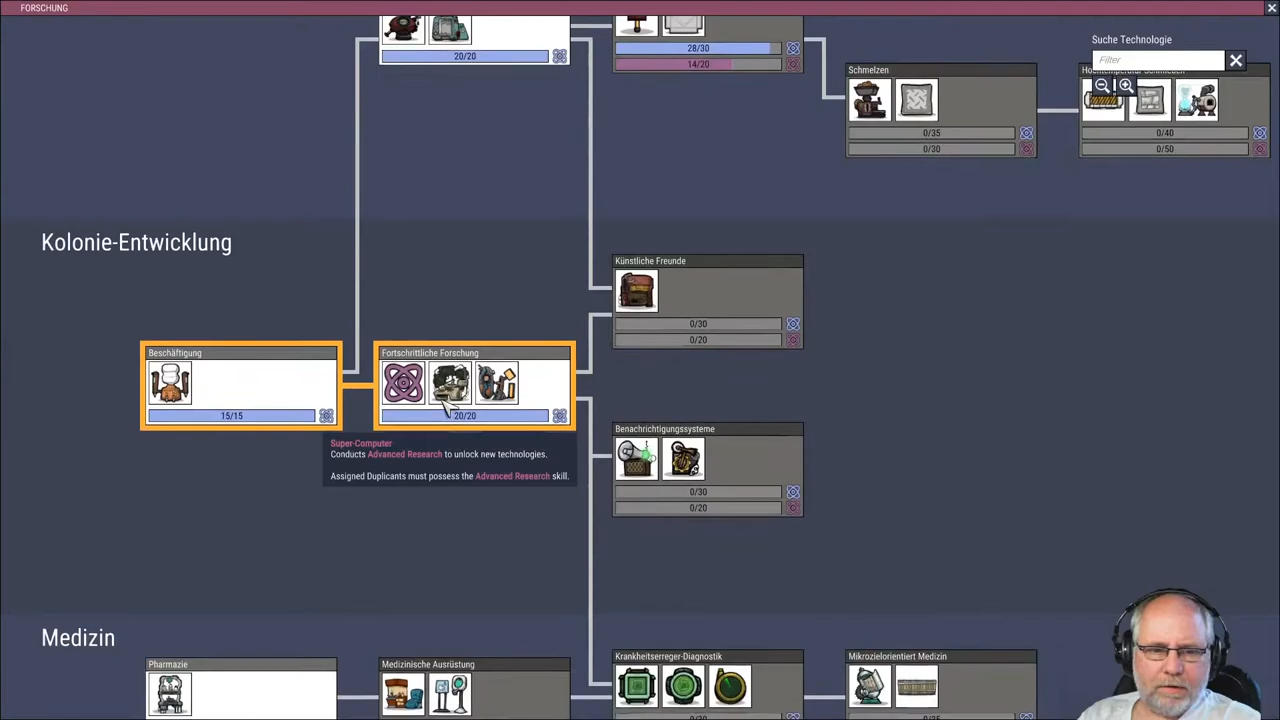 FORSCHUNG
Suche Technologie
Filter
20/20
28/30
14/20
Schmelzen
0/35
0/30
Hochtemperatur-Schmieden
0/40
0/50
Kolonie-Entwicklung
Künstliche Freunde
0/30
0/20
Beschäftigung
15/15
Fortschrittliche Forschung
20/20
Super-Computer
Conducts Advanced Research to unlock new technologies.
Assigned Duplicants must possess the Advanced Research skill.
Benachrichtigungssysteme
0/30
0/20
Medizin
Pharmazie
Medizinische Ausrüstung
Krankheitserreger-Diagnostik
Mikrozielorientiert Medizin